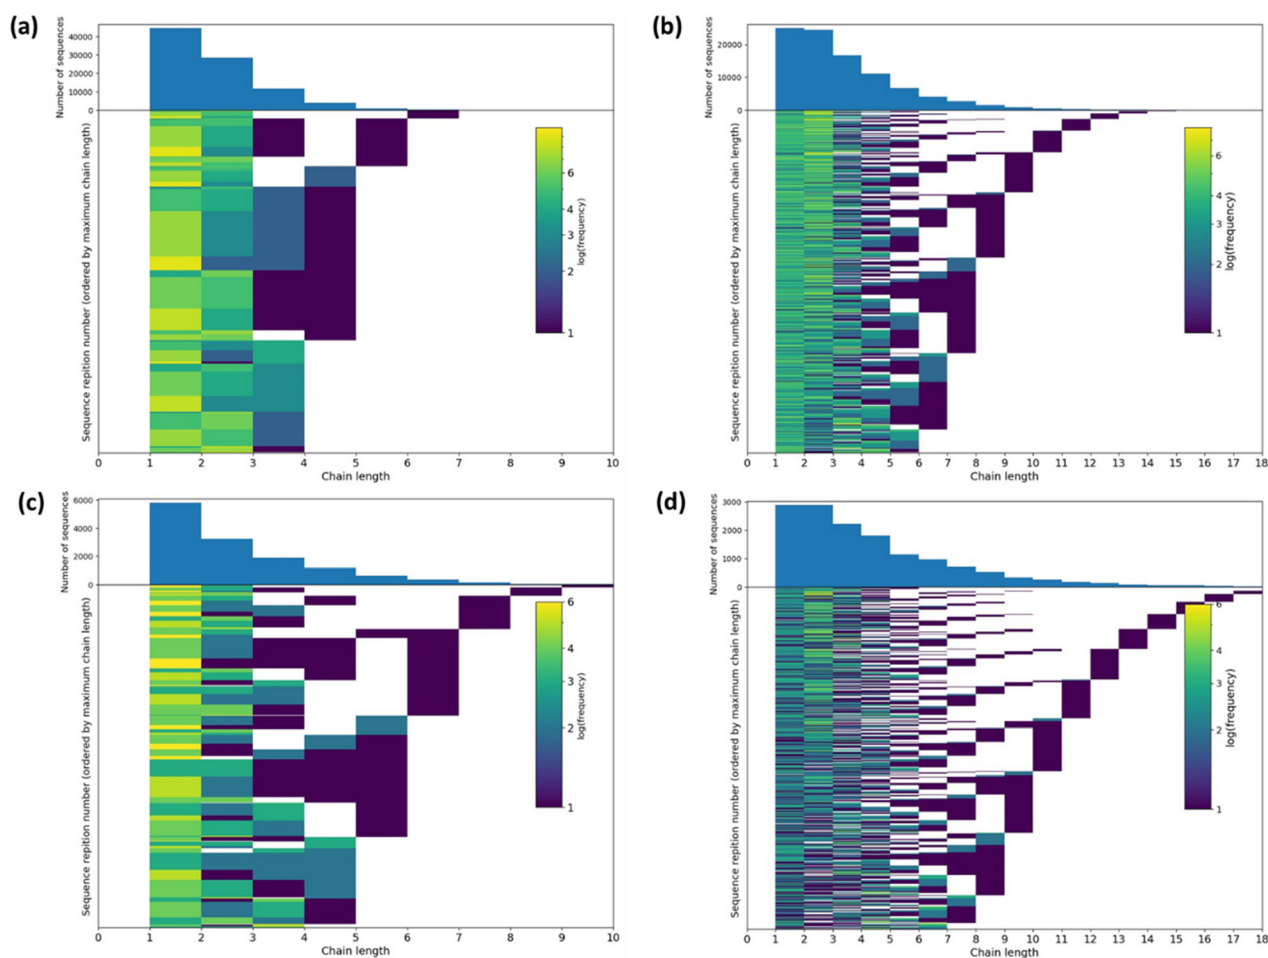 (a)
Number of sequences
40000
30000
20000
10000
0
Sequence repition number (ordered by maximum chain length)
6
4
3
2
1
log(frequency)
0 1 2 3 4 5 6 7 8 9 10
Chain length
(b)
Number of sequences
20000
10000
0
Sequence repition number (ordered by maximum chain length)
6
4
2
1
log(frequency)
0 1 2 3 4 5 6 7 8 9 10 11 12 13 14 15 16 17 18
Chain length
(c)
Number of sequences
6000
4000
2000
0
Sequence repition number (ordered by maximum chain length)
6
4
3
2
1
log(frequency)
0 1 2 3 4 5 6 7 8 9 10
Chain length
(d)
Number of sequences
3000
2000
1000
0
Sequence repition number (ordered by maximum chain length)
6
4
2
1
log(frequency)
0 1 2 3 4 5 6 7 8 9 10 11 12 13 14 15 16 17 18
Chain length